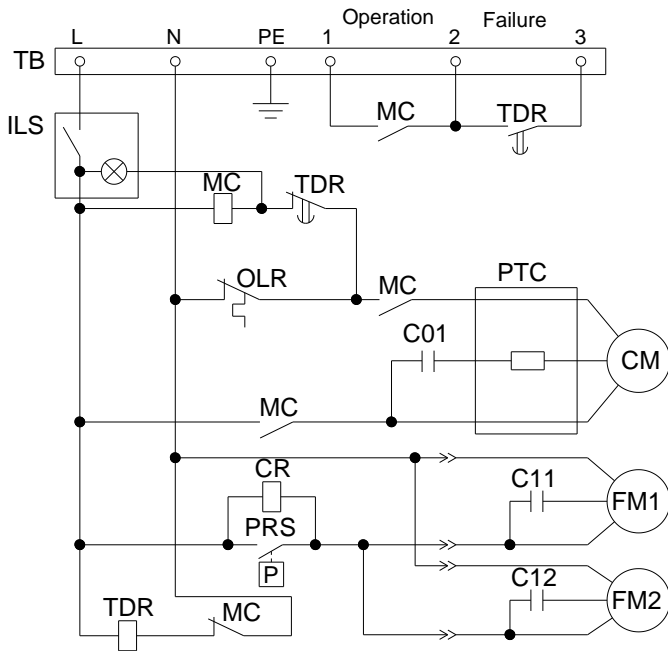 Operation Failure
L N PE 1 2 3
TB
MC TDR
ILS
MC TDR
OLR MC PTC
C01
CM
MC
CR C11
FM1
PRS
P
C12
TDR MC FM2